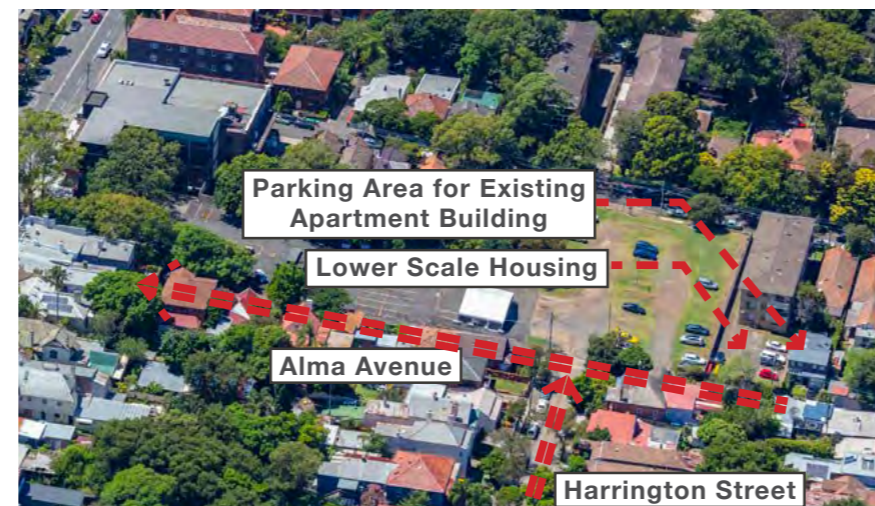 Parking Area for Existing
Apartment Building
Lower Scale Housing
Alma Avenue
Harrington Street